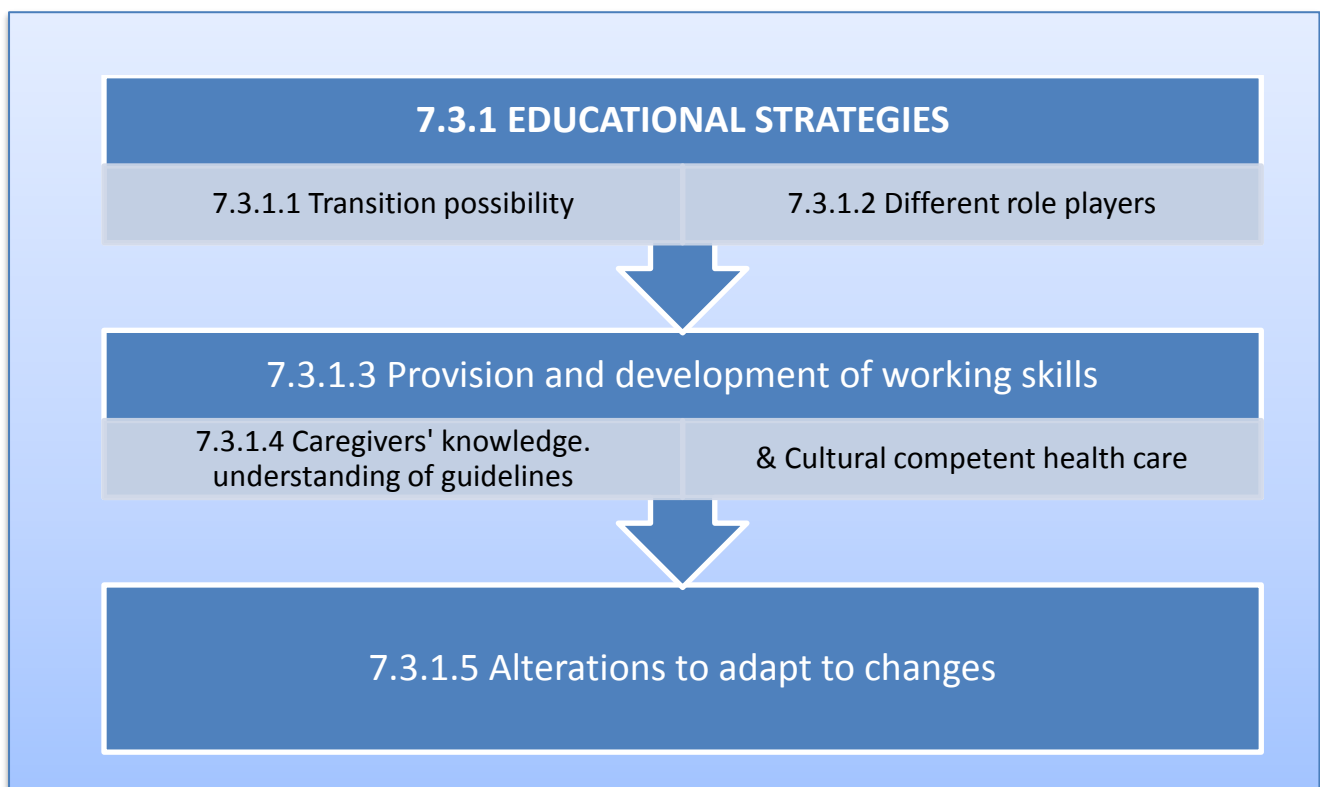 7.3.1 EDUCATIONAL STRATEGIES
7.3.1.1 Transition possibility
7.3.1.2 Different role players
7.3.1.3 Provision and development of working skills
7.3.1.4 Caregivers' knowledge.
understanding of guidelines
& Cultural competent health care
7.3.1.5 Alterations to adapt to changes